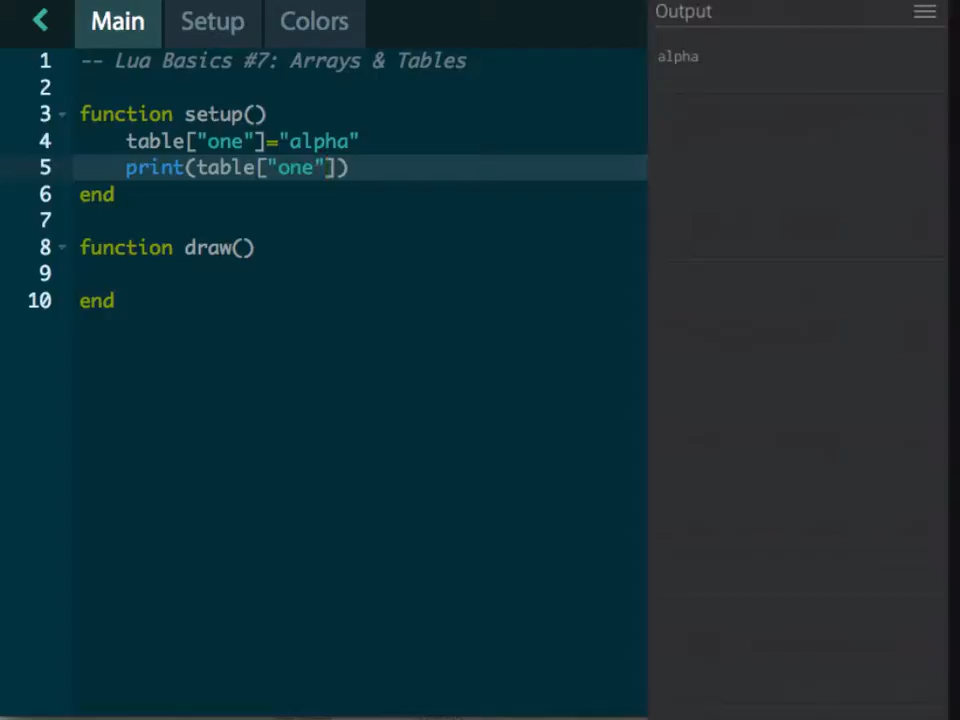 Main Setup Colors
1 -- Lua Basics #7: Arrays & Tables
2
3 function setup()
4 table["one"]="alpha"
5 print(table["one"])
6 end
7
8 function draw()
9
10 end
Output
alpha